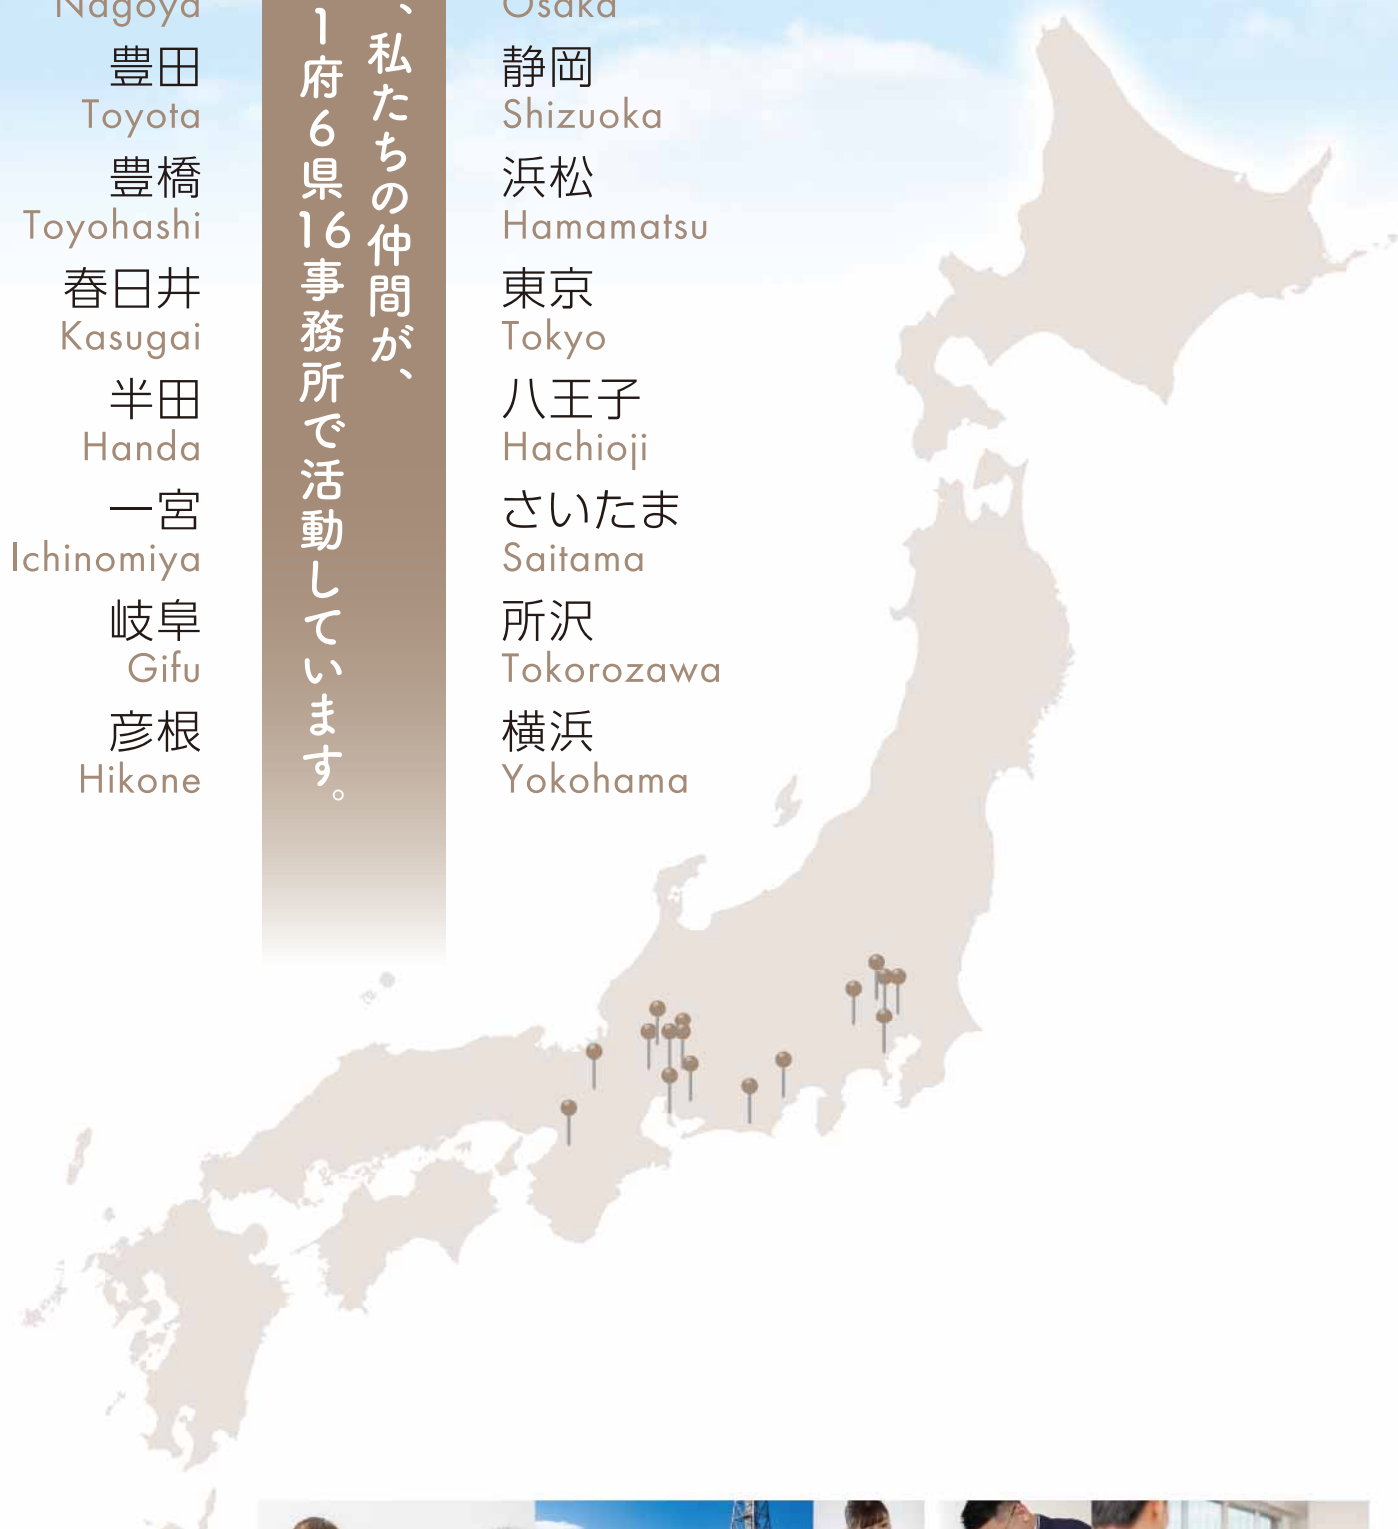 Nagoya
豊田
Toyota
豊橋
Toyohashi
春日井
Kasugai
半田
Handa
一宮
Ichinomiya
岐阜
Gifu
彦根
Hikone
、私たちの仲間が、
1府6県16事務所で活動しています。
Osaka
静岡
Shizuoka
浜松
Hamamatsu
東京
Tokyo
八王子
Hachioji
さいたま
Saitama
所沢
Tokorozawa
横浜
Yokohama